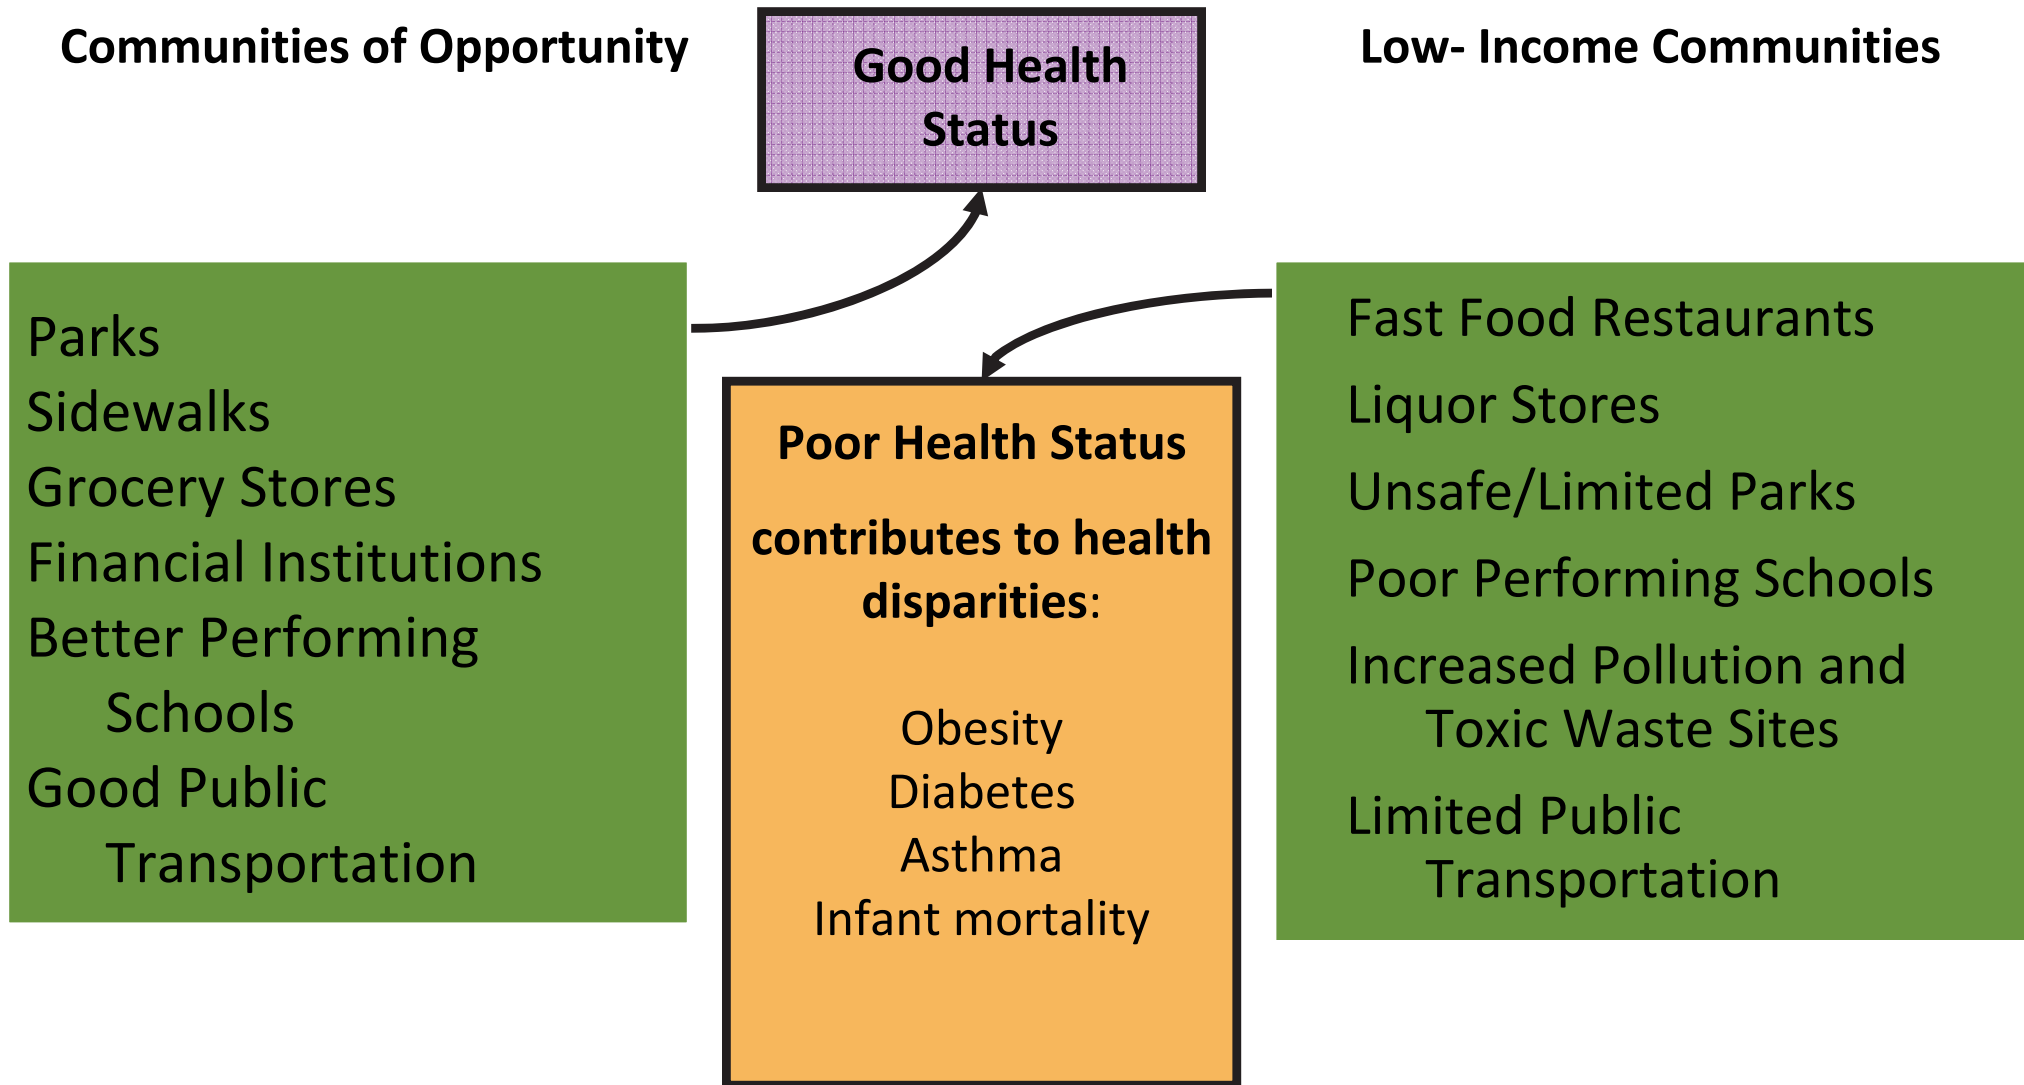 Communities of Opportunity
Good Health
Status
Low- Income Communities
Parks
Sidewalks
Grocery Stores
Financial Institutions
Better Performing
Schools
Good Public
Transportation
Poor Health Status
contributes to health
disparities:
Obesity
Diabetes
Asthma
Infant mortality
Fast Food Restaurants
Liquor Stores
Unsafe/Limited Parks
Poor Performing Schools
Increased Pollution and
Toxic Waste Sites
Limited Public
Transportation